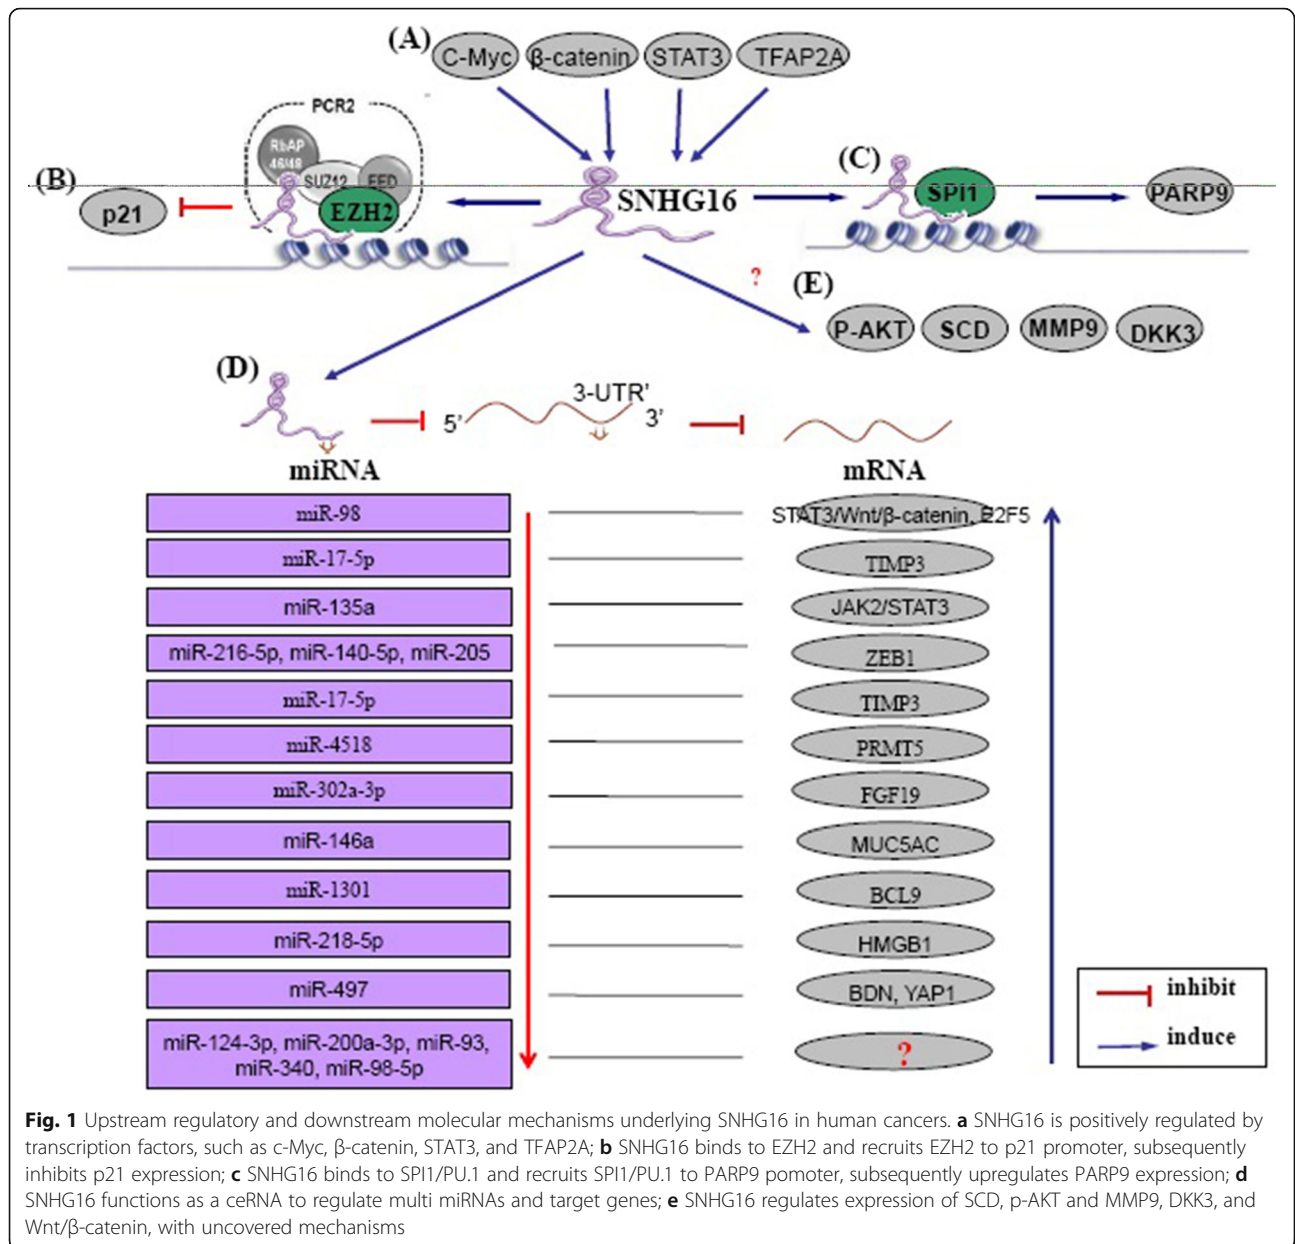 (A) C-Myc β-catenin STAT3 TFAP2A
PCR2
RbAP
46/48
SUZ12 EED
(B) p21 EZH2
SNHG16
(C) SPI1 PARP9
?
(E)
P-AKT SCD MMP9 DKK3
(D)
5' 3-UTR' 3'
miRNA mRNA
miR-98 STAT3/Wnt/β-catenin, E2F5
miR-17-5p TIMP3
miR-135a JAK2/STAT3
miR-216-5p, miR-140-5p, miR-205 ZEB1
miR-17-5p TIMP3
miR-4518 PRMT5
miR-302a-3p FGF19
miR-146a MUC5AC
miR-1301 BCL9
miR-218-5p HMGB1
miR-497 BDN, YAP1
miR-124-3p, miR-200a-3p, miR-93,
miR-340, miR-98-5p
?
inhibit
induce
Fig. 1 Upstream regulatory and downstream molecular mechanisms underlying SNHG16 in human cancers. a SNHG16 is positively regulated by
transcription factors, such as c-Myc, β-catenin, STAT3, and TFAP2A; b SNHG16 binds to EZH2 and recruits EZH2 to p21 promoter, subsequently
inhibits p21 expression; c SNHG16 binds to SPI1/PU.1 and recruits SPI1/PU.1 to PARP9 pomoter, subsequently upregulates PARP9 expression; d
SNHG16 functions as a ceRNA to regulate multi miRNAs and target genes; e SNHG16 regulates expression of SCD, p-AKT and MMP9, DKK3, and
Wnt/β-catenin, with uncovered mechanisms